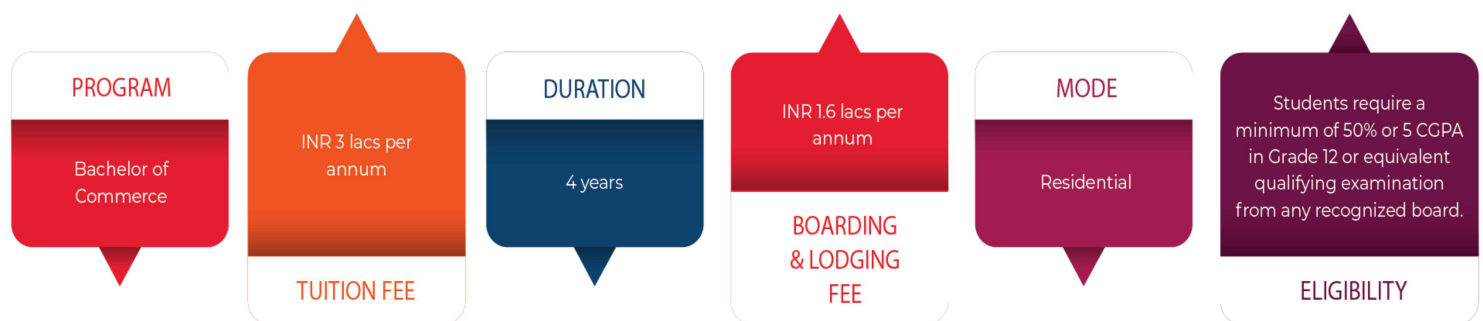 PROGRAM
Bachelor of
Commerce
INR 3 lacs per
annum
TUITION FEE
DURATION
4 years
INR 1.6 lacs per
annum
BOARDING
& LODGING
FEE
MODE
Residential
Students require a
minimum of 50% or 5 CGPA
in Grade 12 or equivalent
qualifying examination
from any recognized board.
ELIGIBILITY